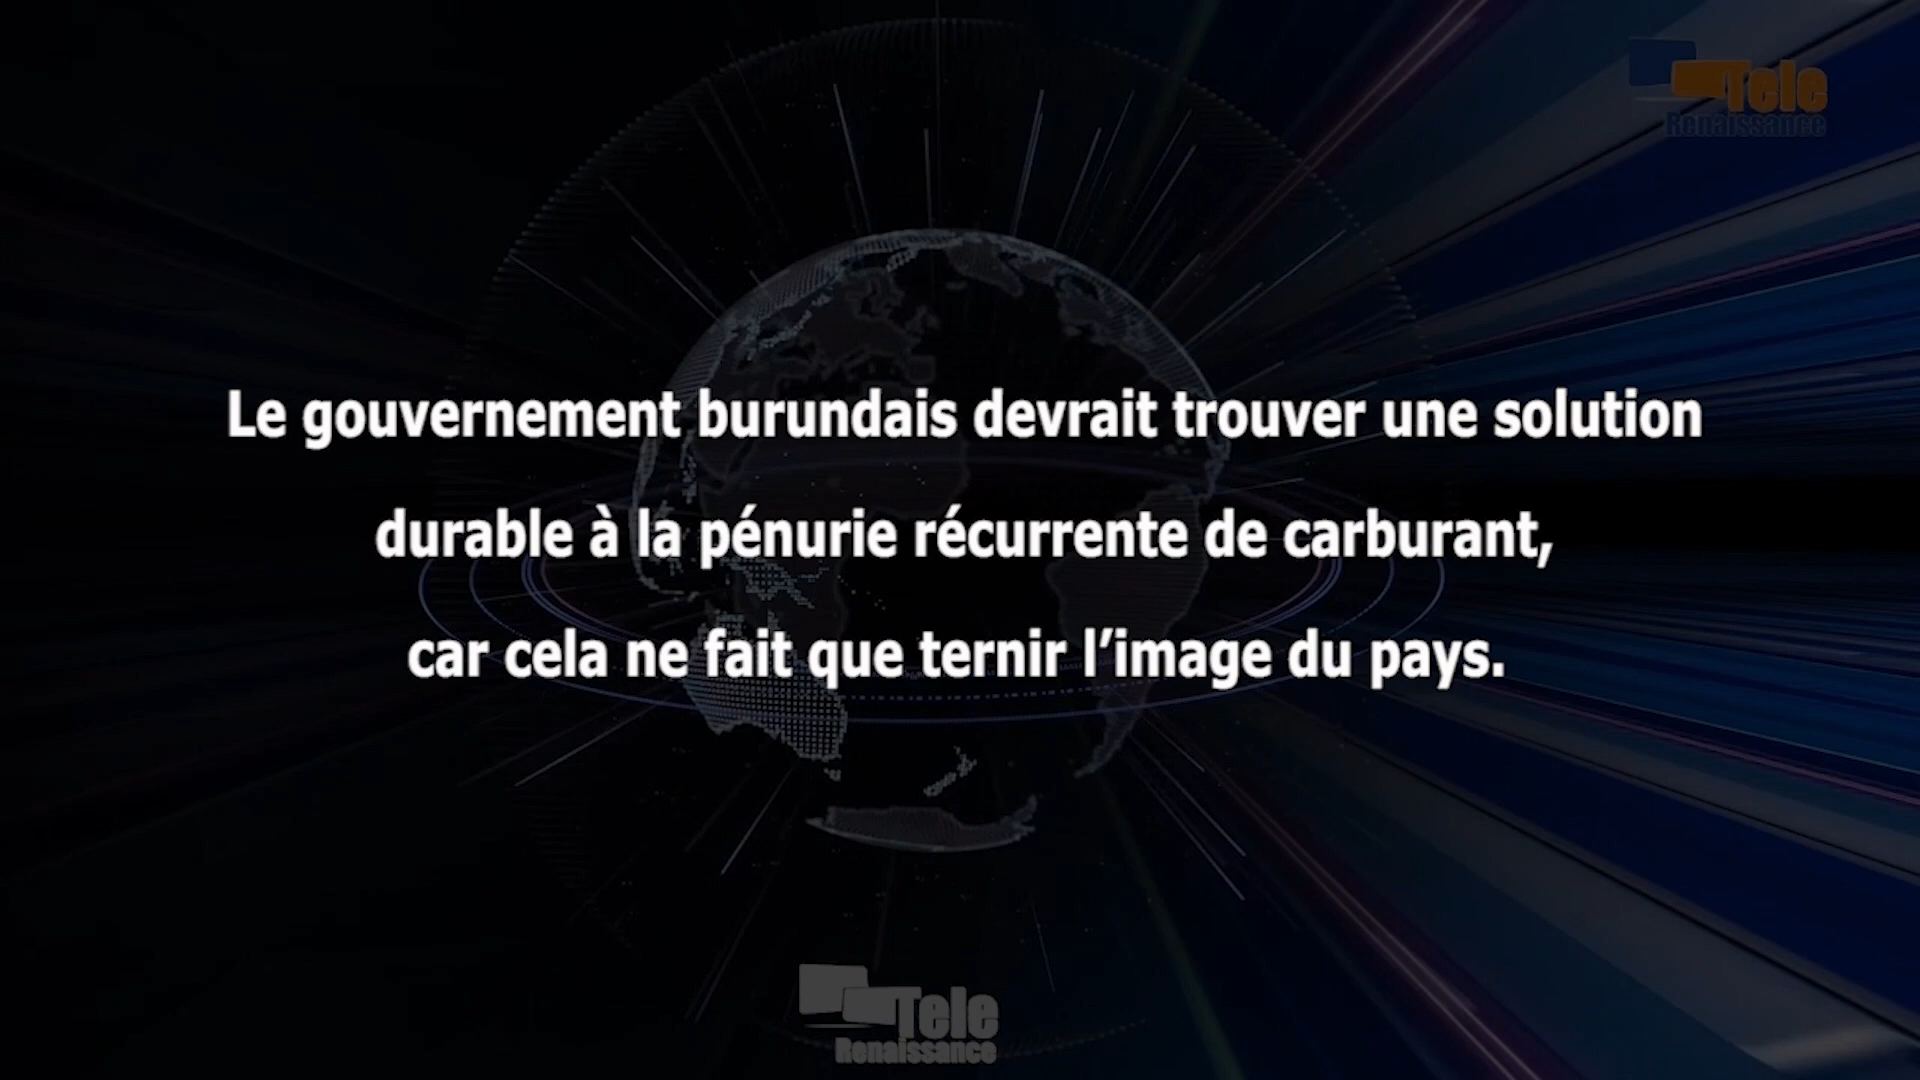 Tele
Renaissance
Le gouvernement burundais devrait trouver une solution
durable à la pénurie récurrente de carburant,
car cela ne fait que ternir l’image du pays.
Tele
Renaissance